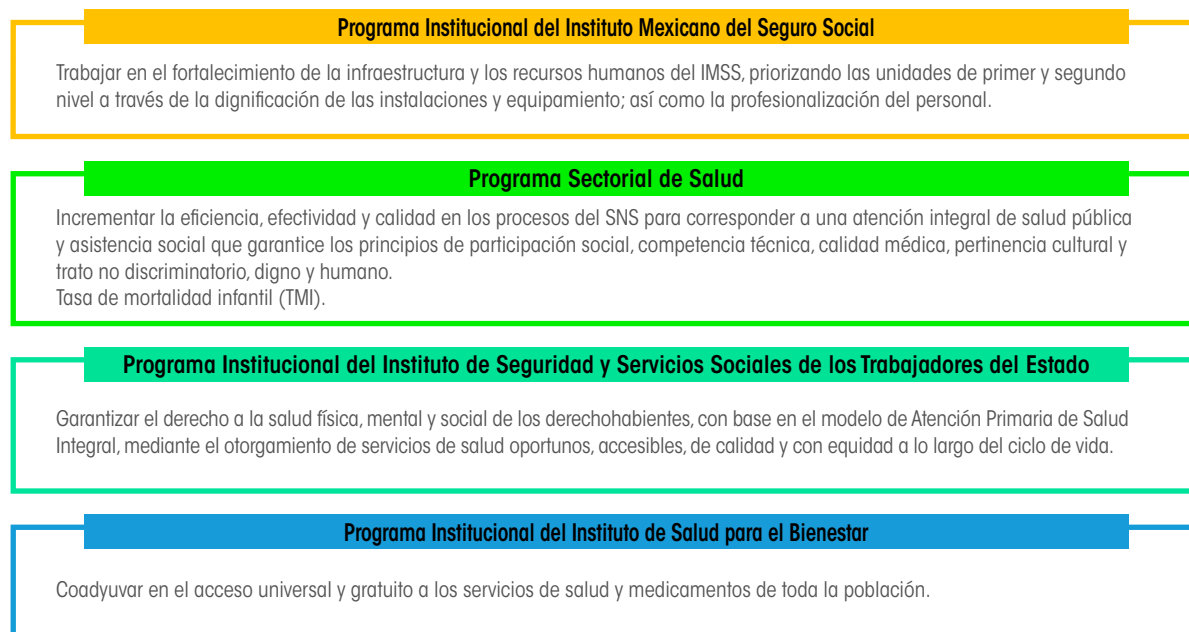 Programa Institucional del Instituto Mexicano del Seguro Social
Trabajar en el fortalecimiento de la infraestructura y los recursos humanos del IMSS, priorizando las unidades de primer y segundo
nivel a través de la dignificación de las instalaciones y equipamiento; así como la profesionalización del personal.
Programa Sectorial de Salud
Incrementar la eficiencia, efectividad y calidad en los procesos del SNS para corresponder a una atención integral de salud pública
y asistencia social que garantice los principios de participación social, competencia técnica, calidad médica, pertinencia cultural y
trato no discriminatorio, digno y humano.
Tasa de mortalidad infantil (TMI).
Programa Institucional del Instituto de Seguridad y Servicios Sociales de los Trabajadores del Estado
Garantizar el derecho a la salud física, mental y social de los derechohabientes, con base en el modelo de Atención Primaria de Salud
Integral, mediante el otorgamiento de servicios de salud oportunos, accesibles, de calidad y con equidad a lo largo del ciclo de vida.
Programa Institucional del Instituto de Salud para el Bienestar
Coadyuvar en el acceso universal y gratuito a los servicios de salud y medicamentos de toda la población.